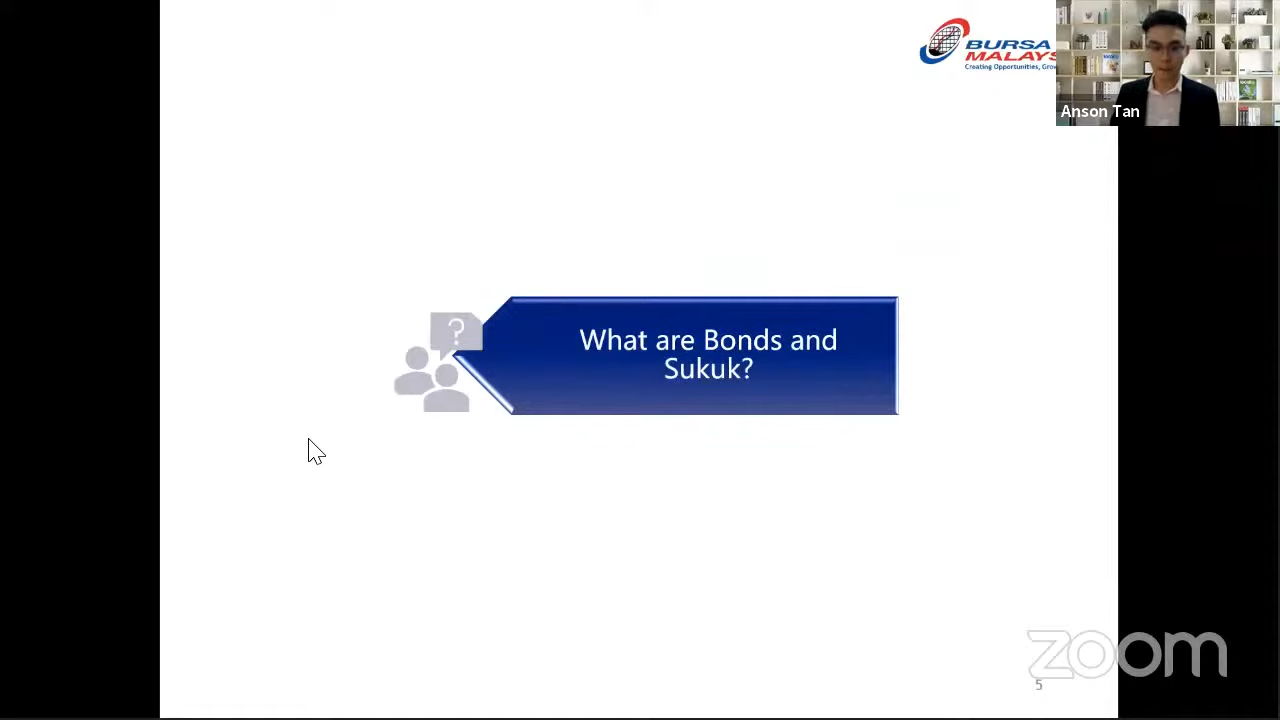 BURSA
MALAYS
Creating Opportunities, Grow
Anson Tan
?
What are Bonds and
Sukuk?
zoom
5